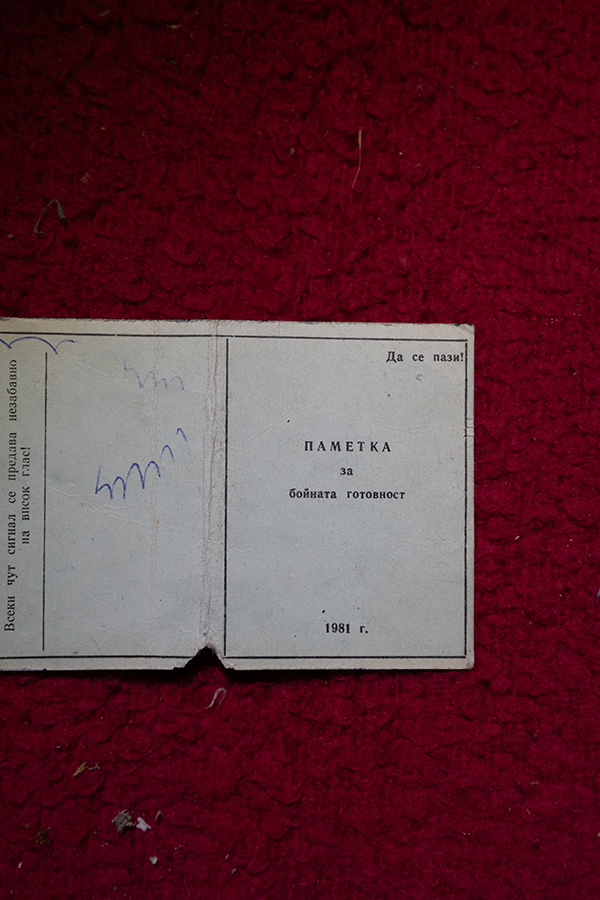 Всеки чут сигнал се предава незабавно
на висок глас!
Да се пази!
ПАМЕТКА
за
бойната готовност
1981 г.